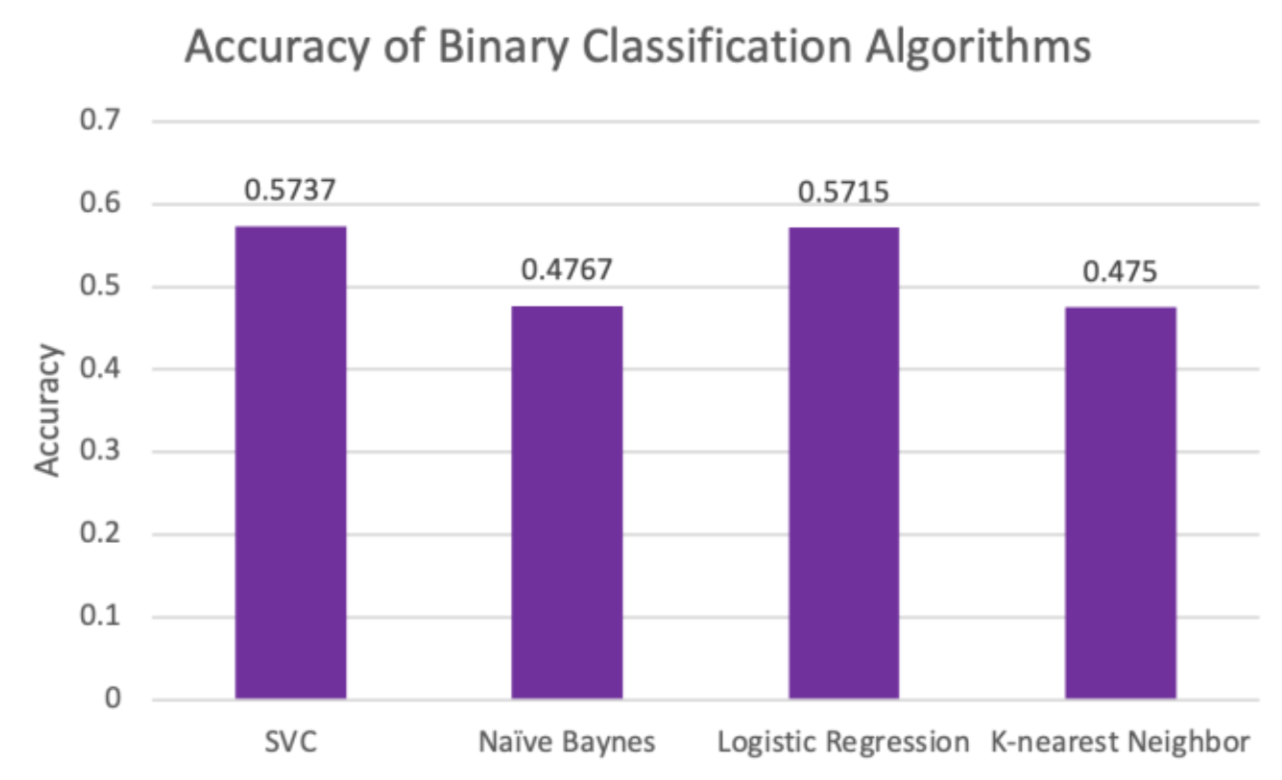 Accuracy of Binary Classification Algorithms
0.7
0.6
0.5
0.4
0.3
0.2
0.1
0
Accuracy
0.5737
0.4767
0.5715
0.475
SVC
Naïve Baynes
Logistic Regression
K-nearest Neighbor